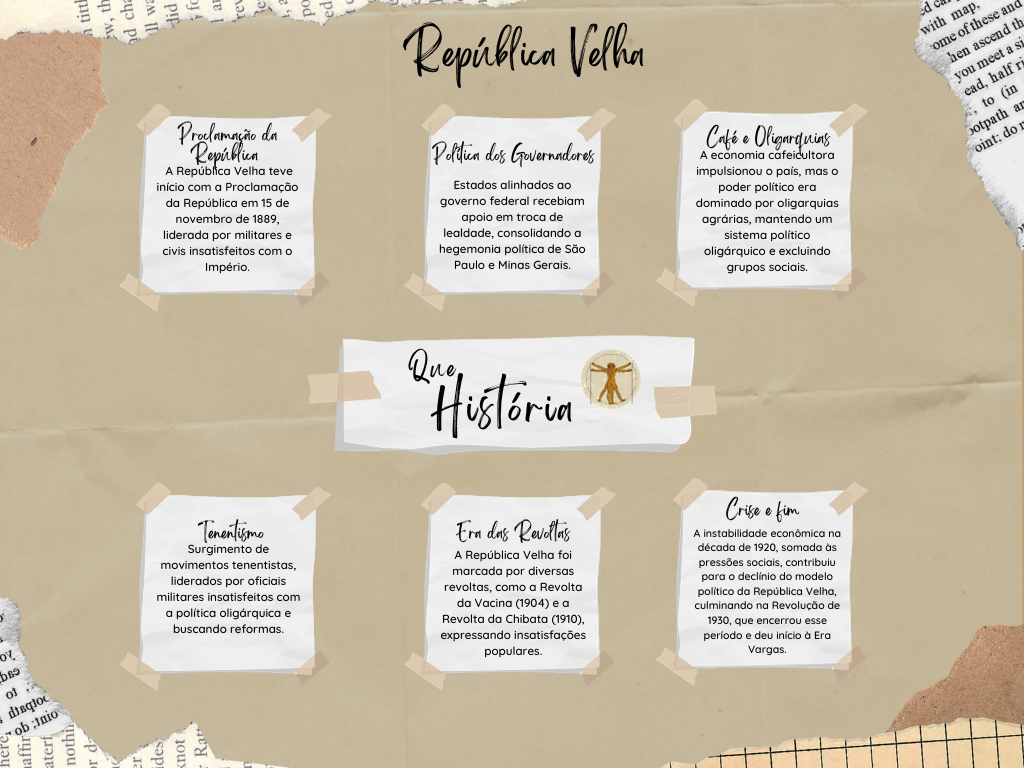 República Velha
Proclamação da
República
A República Velha teve
início com a Proclamação
da República em 15 de
novembro de 1889,
liderada por militares e
civis insatisfeitos com o
Império.
Política dos Governadores
Estados alinhados ao
governo federal recebiam
apoio em troca de
lealdade, consolidando a
hegemonia política de São
Paulo e Minas Gerais.
Café e Oligarquias
A economia cafeicultora
impulsionou o país, mas o
poder político era
dominado por oligarquias
agrárias, mantendo um
sistema político
oligárquico e excluindo
grupos sociais.
Que
História
Tenentismo
Surgimento de
movimentos tenentistas,
liderados por oficiais
militares insatisfeitos com
a política oligárquica e
buscando reformas.
Era das Revoltas
A República Velha foi
marcada por diversas
revoltas, como a Revolta
da Vacina (1904) e a
Revolta da Chibata (1910),
expressando insatisfações
populares.
Crise e fim
A instabilidade econômica na
década de 1920, somada às
pressões sociais, contribuiu
para o declínio do modelo
político da República Velha,
culminando na Revolução de
1930, que encerrou esse
período e deu início à Era
Vargas.
with map.
ome of these and
hen ascend th
you meet a si
ead, half ri
, to (in
ootpath an
oint; do n